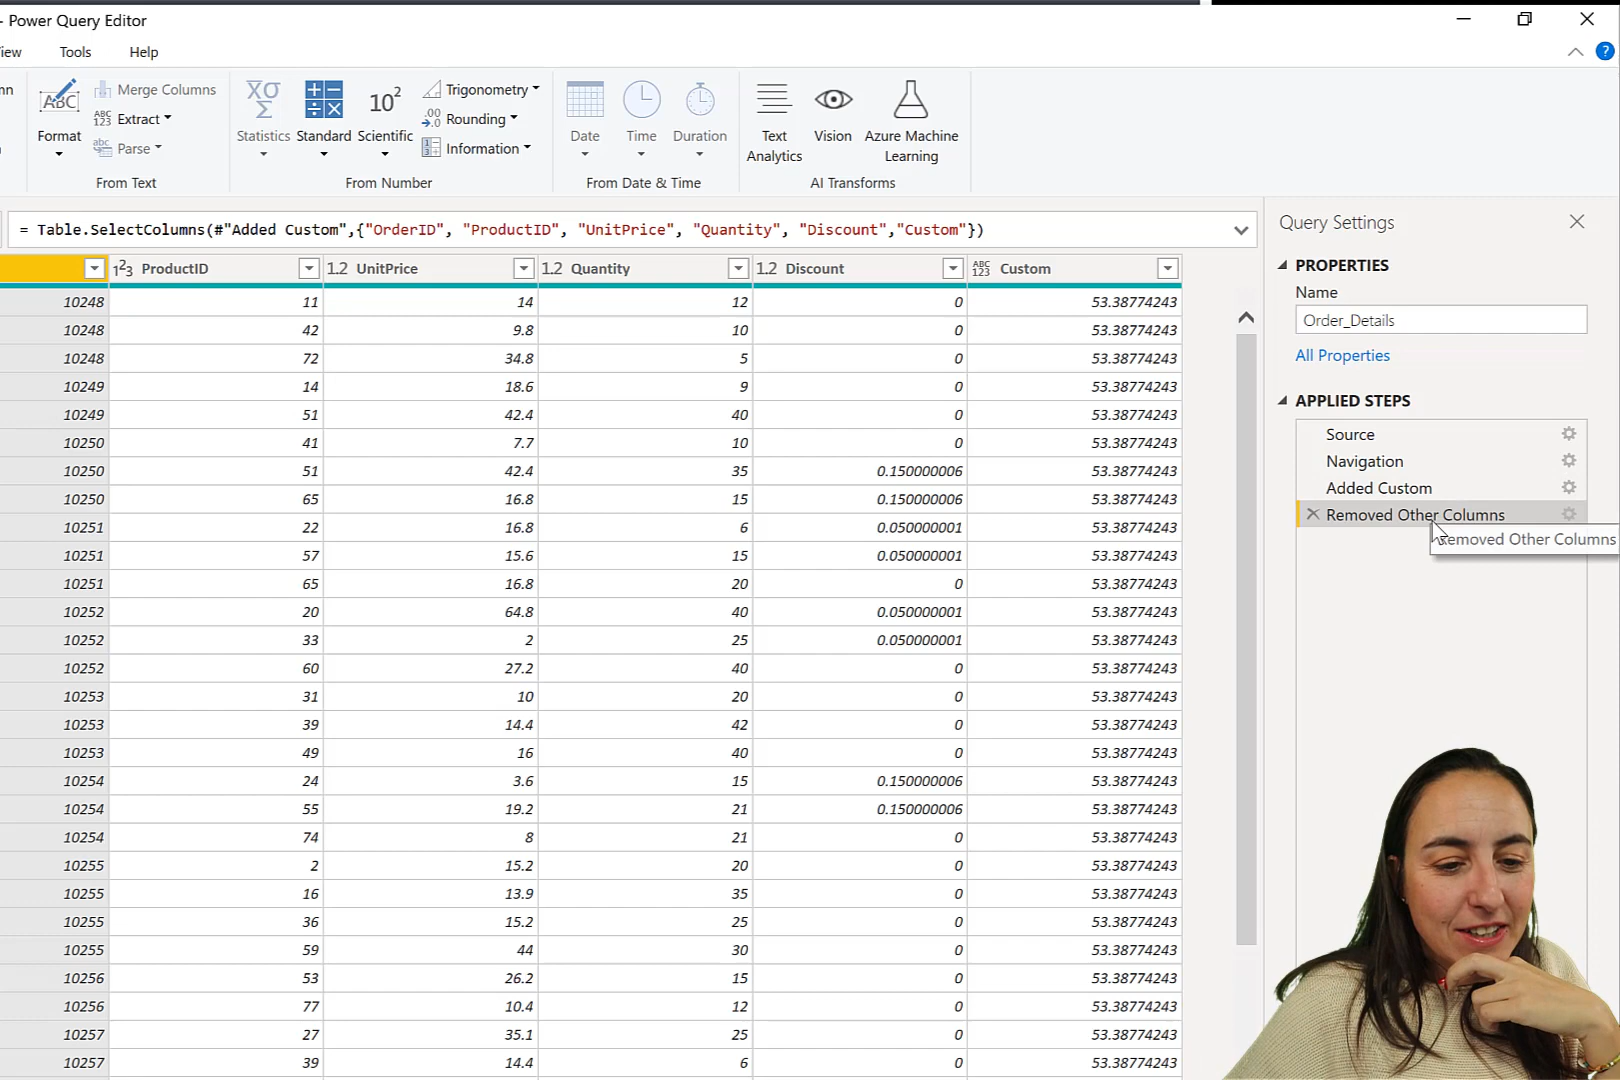 - Power Query Editor
iew Tools Help
mn
Format
Merge Columns
Extract
Parse
From Text
Statistics
Standard
Scientific
Trigonometry
Rounding
Information
From Number
Date
Time
Duration
From Date & Time
Text Analytics
Vision
Azure Machine Learning
AI Transforms
= Table.SelectColumns(#"Added Custom",{"OrderID", "ProductID", "UnitPrice", "Quantity", "Discount","Custom"})
1²3 ProductID 1.2 UnitPrice 1.2 Quantity 1.2 Discount ABC 123 Custom
10248 11 14 12 0 53.38774243
10248 42 9.8 10 0 53.38774243
10248 72 34.8 5 0 53.38774243
10249 14 18.6 9 0 53.38774243
10249 51 42.4 40 0 53.38774243
10250 41 7.7 10 0 53.38774243
10250 51 42.4 35 0.150000006 53.38774243
10250 65 16.8 15 0.150000006 53.38774243
10251 22 16.8 6 0.050000001 53.38774243
10251 57 15.6 15 0.050000001 53.38774243
10251 65 16.8 20 0 53.38774243
10252 20 64.8 40 0.050000001 53.38774243
10252 33 2 25 0.050000001 53.38774243
10252 60 27.2 40 0 53.38774243
10253 31 10 20 0 53.38774243
10253 39 14.4 42 0 53.38774243
10253 49 16 40 0 53.38774243
10254 24 3.6 15 0.150000006 53.38774243
10254 55 19.2 21 0.150000006 53.38774243
10254 74 8 21 0 53.38774243
10255 2 15.2 20 0 53.38774243
10255 16 13.9 35 0 53.38774243
10255 36 15.2 25 0 53.38774243
10255 59 44 30 0 53.38774243
10256 53 26.2 15 0 53.38774243
10256 77 10.4 12 0 53.38774243
10257 27 35.1 25 0 53.38774243
10257 39 14.4 6 0 53.38774243
Query Settings
PROPERTIES
Name
Order_Details
All Properties
APPLIED STEPS
Source
Navigation
Added Custom
Removed Other Columns
Removed Other Columns